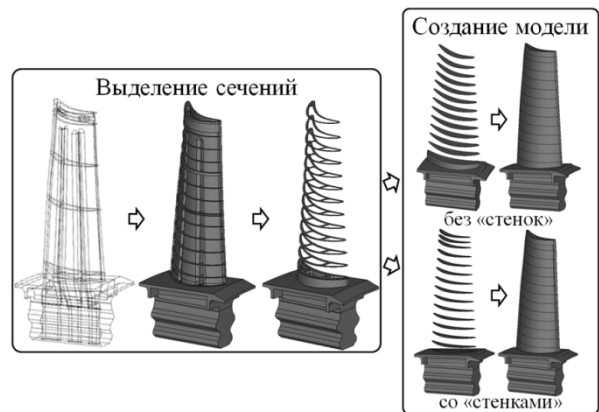 Выделение сечений
Создание модели
без «стенок»
со «стенками»